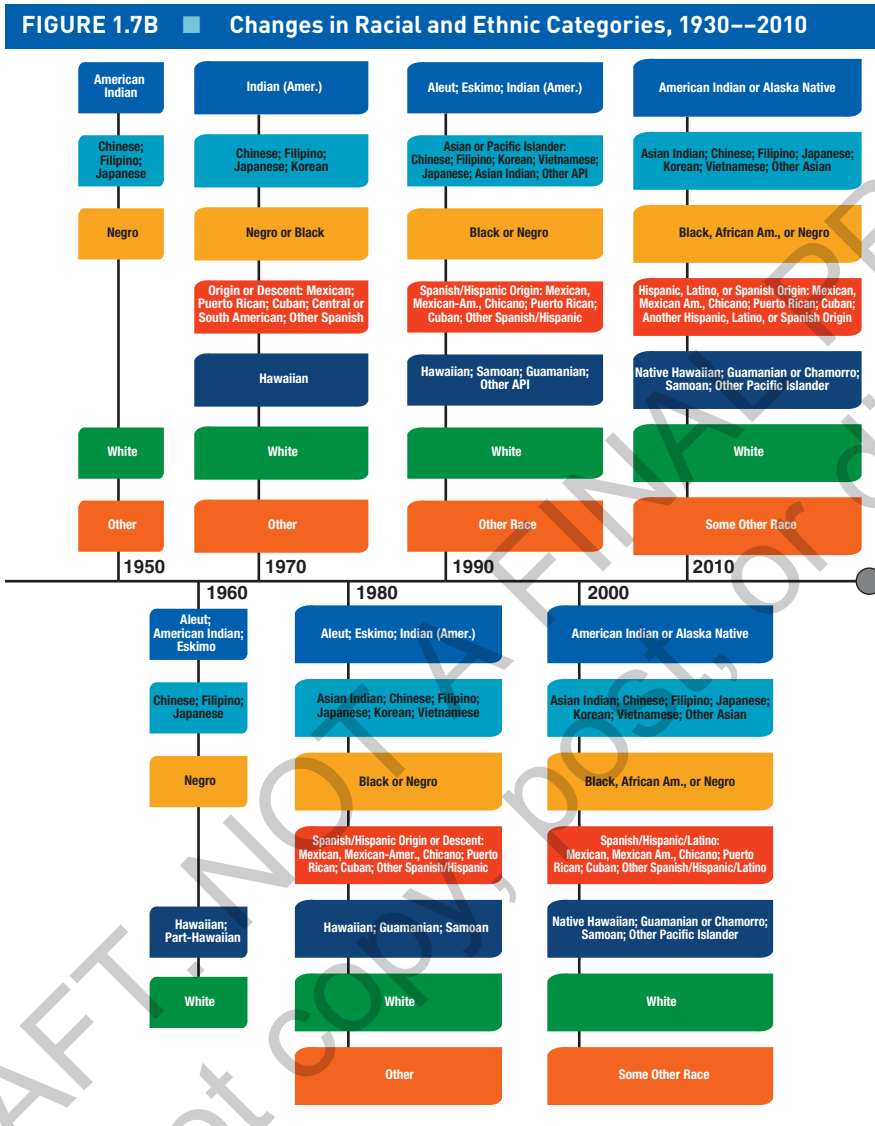 FIGURE 1.7B ■ Changes in Racial and Ethnic Categories, 1930--2010
American
Indian
Chinese;
Filipino;
Japanese
Negro
White
Other
1950
Indian (Amer.)
Chinese; Filipino;
Japanese; Korean
Negro or Black
Origin or Descent: Mexican;
Puerto Rican; Cuban; Central or
South American; Other Spanish
Hawaiian
White
Other
1970
Aleut; Eskimo; Indian (Amer.)
Asian or Pacific Islander:
Chinese; Filipino; Korean; Vietnamese;
Japanese; Asian Indian; Other API
Black or Negro
Spanish/Hispanic Origin: Mexican,
Mexican-Am., Chicano; Puerto Rican;
Cuban; Other Spanish/Hispanic
Hawaiian; Samoan; Guamanian;
Other API
White
Other Race
1990
American Indian or Alaska Native
Asian Indian; Chinese; Filipino; Japanese;
Korean; Vietnamese; Other Asian
Black, African Am., or Negro
Hispanic, Latino, or Spanish Origin: Mexican,
Mexican Am., Chicano; Puerto Rican; Cuban;
Another Hispanic, Latino, or Spanish Origin
Native Hawaiian; Guamanian or Chamorro;
Samoan; Other Pacific Islander
White
Some Other Race
2010
1960
Aleut;
American Indian;
Eskimo
Chinese; Filipino;
Japanese
Negro
Hawaiian;
Part-Hawaiian
White
1980
Aleut; Eskimo; Indian (Amer.)
Asian Indian; Chinese; Filipino;
Japanese; Korean; Vietnamese
Black or Negro
Spanish/Hispanic Origin or Descent:
Mexican, Mexican-Amer., Chicano; Puerto
Rican; Cuban; Other Spanish/Hispanic
Hawaiian; Guamanian; Samoan
White
Other
2000
American Indian or Alaska Native
Asian Indian; Chinese; Filipino; Japanese;
Korean; Vietnamese; Other Asian
Black, African Am., or Negro
Spanish/Hispanic/Latino:
Mexican, Mexican Am., Chicano; Puerto
Rican; Cuban; Other Spanish/Hispanic/Latino
Native Hawaiian; Guamanian or Chamorro;
Samoan; Other Pacific Islander
White
Some Other Race
NOT A FINAL
copy, post, or